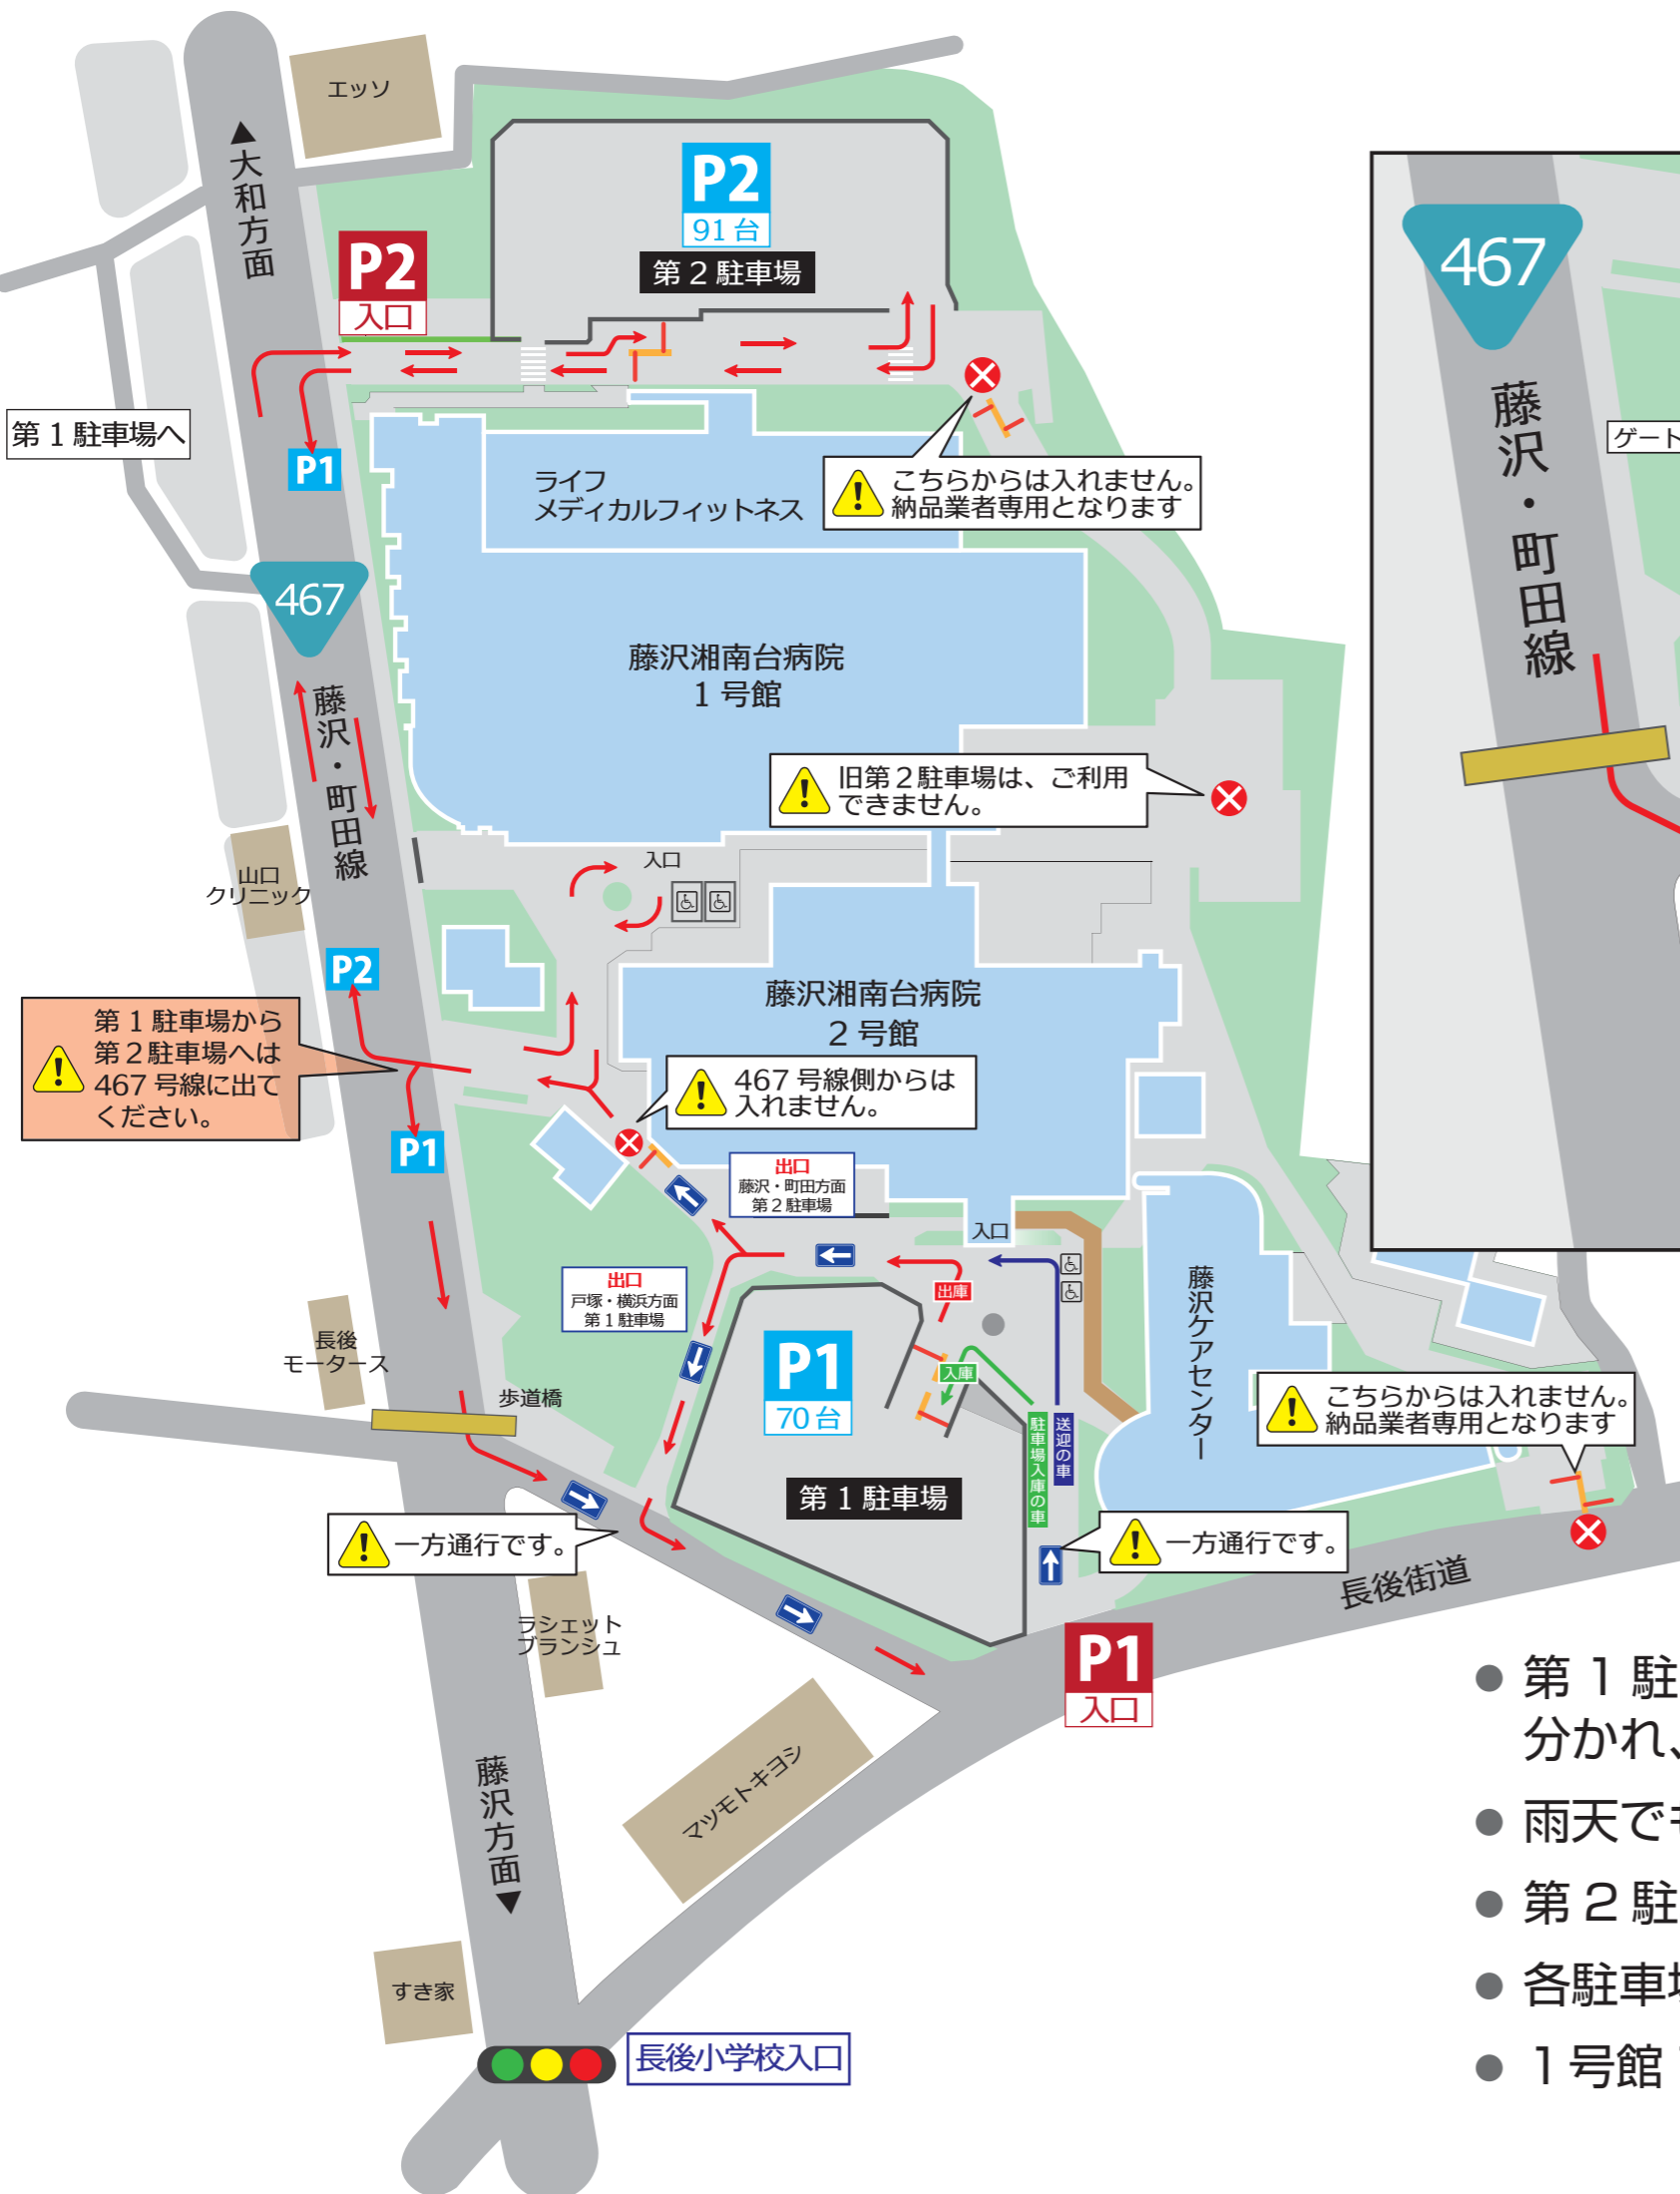 エッソ
▲大和方面
P2
91台
第2駐車場
P2
入口
第1駐車場へ
P1
ライフ
メディカルフィットネス
こちらからは入れません。
納品業者専用となります
467
藤沢・町田線
藤沢湘南台病院
1号館
旧第2駐車場は、ご利用
できません。
入口
山口
クリニック
P2
第1駐車場から
第2駐車場へは
467号線に出て
ください。
P1
藤沢湘南台病院
2号館
467号線側からは
入れません。
出口
藤沢・町田方面
第2駐車場
入口
出口
戸塚・横浜方面
第1駐車場
出庫
入庫
P1
70台
第1駐車場
駐車場入庫の車
送迎の車
藤沢ケアセンター
こちらからは入れません。
納品業者専用となります
長後
モータース
歩道橋
一方通行です。
一方通行です。
長後街道
ラシェット
ブランシュ
P1
入口
マツモトキヨシ
藤沢方面▼
すき家
長後小学校入口
467
藤沢・町田線
ゲート
● 第1駐
分かれ、
● 雨天で
● 第2駐
● 各駐車
● 1号館